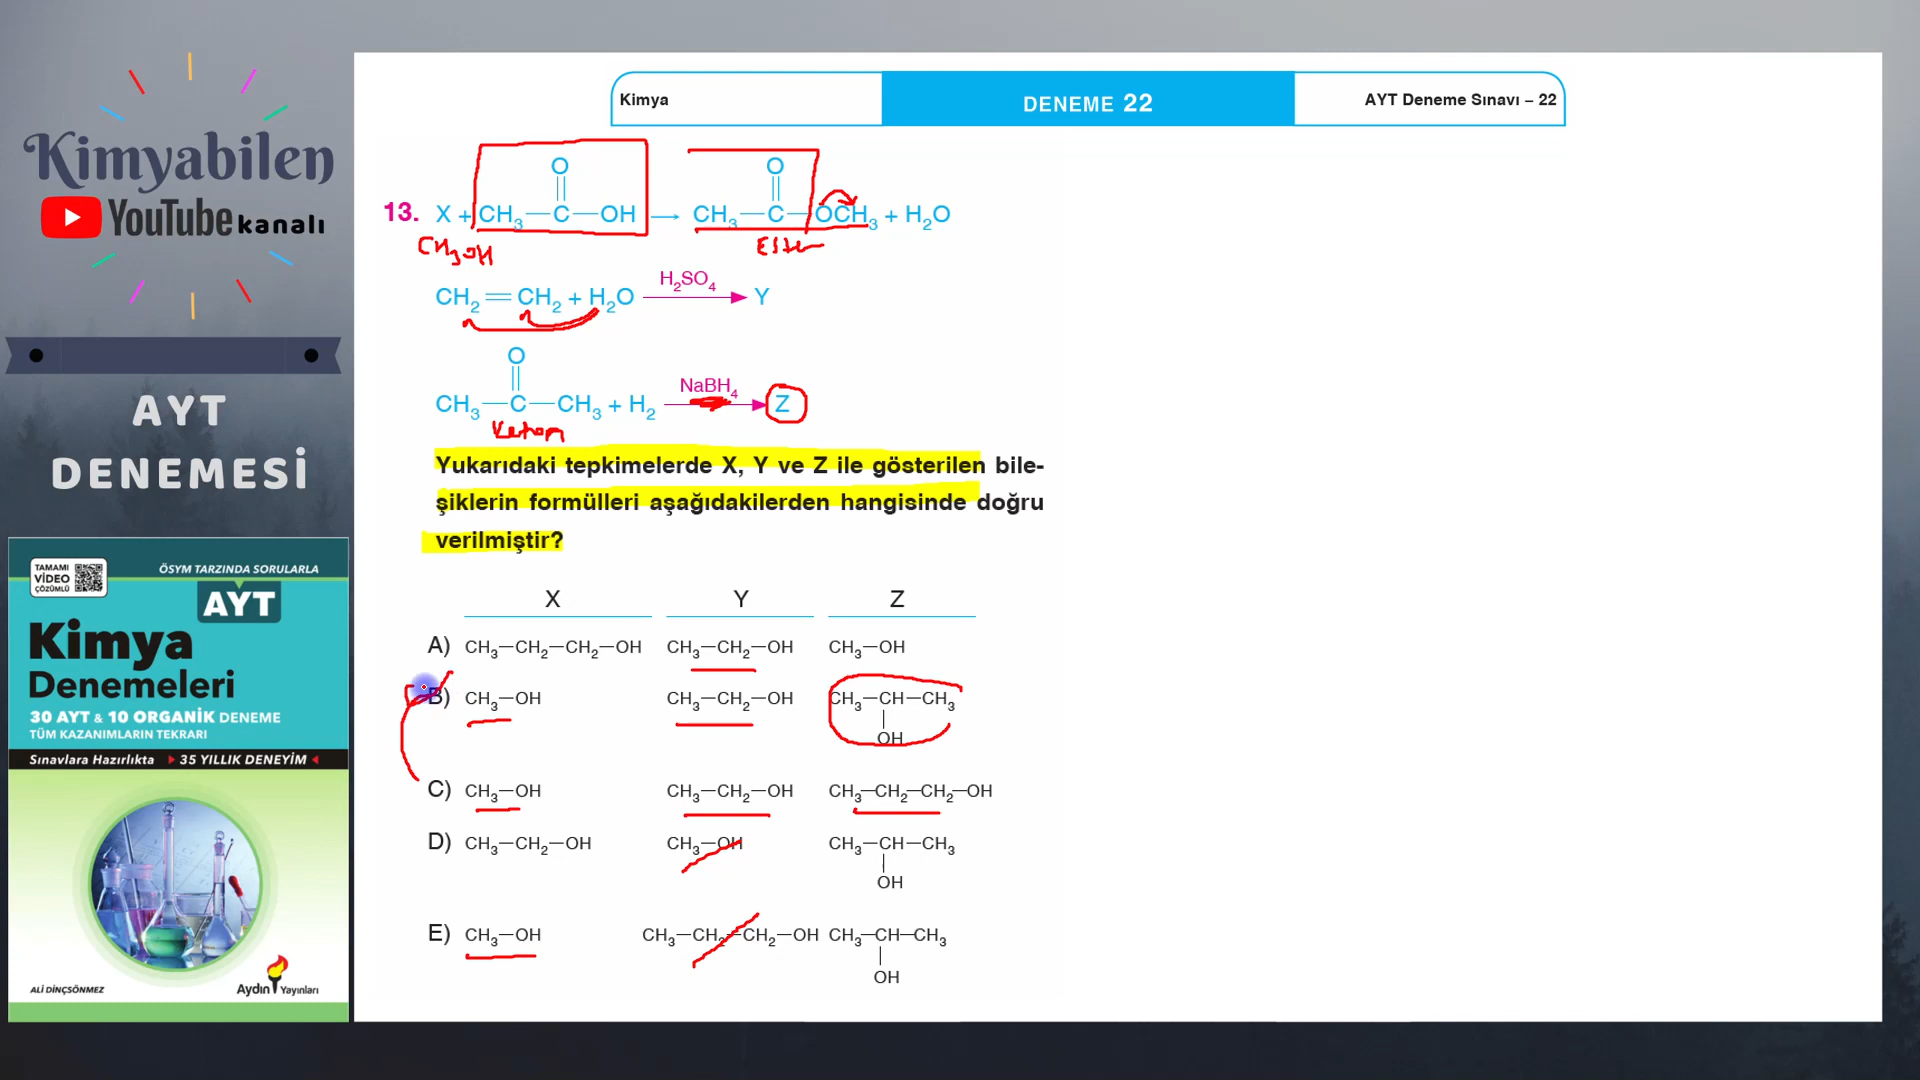 Kimyabilen
YouTube kanalı
AYT
DENEMESİ
TAMAMI
VİDEO
ÇÖZÜMLÜ
ÖSYM TARZINDA SORULARLA
AYT
Kimya
Denemeleri
30 AYT & 10 ORGANİK DENEME
TÜM KAZANIMLARIN TEKRARI
Sınavlara Hazırlıkta 35 YILLIK DENEYİM
ALİ DİNÇSÖNMEZ
Aydın Yayınları
Kimya
DENEME 22
AYT Deneme Sınavı – 22
O O
13. X + CH₃—C—OH → CH₃—C—OCH₃ + H₂O
CH₃OH Ester
H₂SO₄
CH₂=CH₂ + H₂O → Y
O
NaBH₄
CH₃—C—CH₃ + H₂ → Z
Keton
Yukarıdaki tepkimelerde X, Y ve Z ile gösterilen bile-
şiklerin formülleri aşağıdakilerden hangisinde doğru
verilmiştir?
X Y Z
A) CH₃—CH₂—CH₂—OH CH₃—CH₂—OH CH₃—OH
B) CH₃—OH CH₃—CH₂—OH CH₃—CH—CH₃
OH
C) CH₃—OH CH₃—CH₂—OH CH₃—CH₂—CH₂—OH
D) CH₃—CH₂—OH CH₃—OH CH₃—CH—CH₃
OH
E) CH₃—OH CH₃—CH₂—CH₂—OH CH₃—CH—CH₃
OH